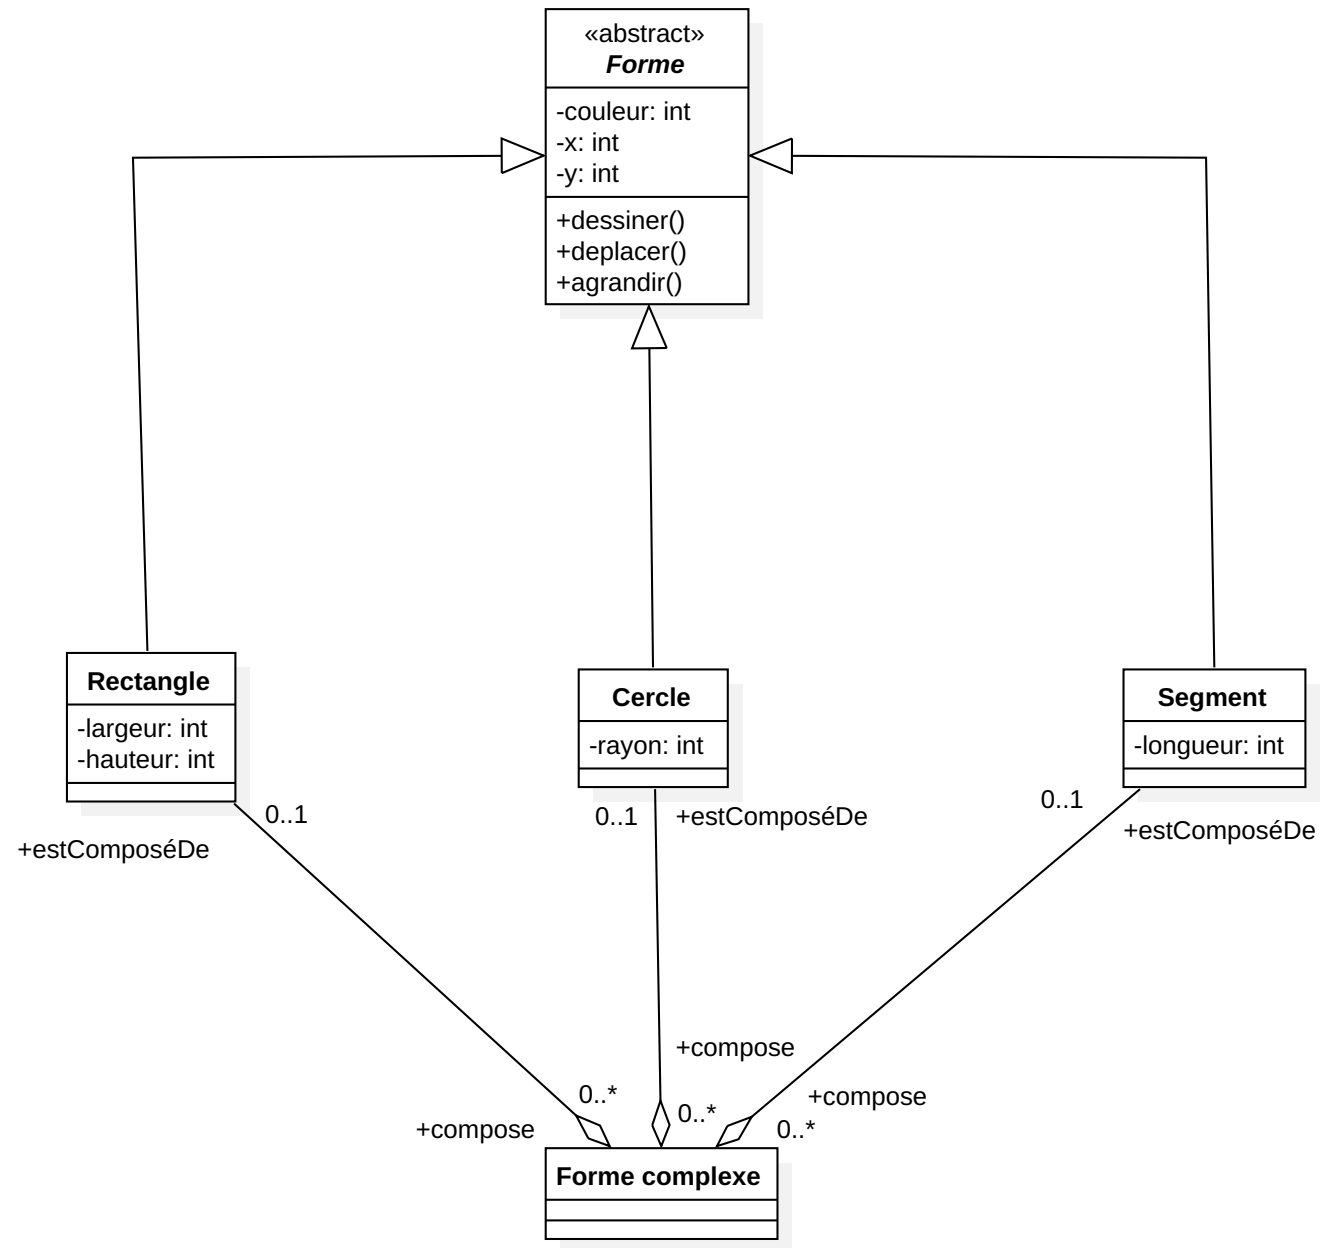 «abstract»
Forme
-couleur: int
-x: int
-y: int
+dessiner()
+deplacer()
+agrandir()
Rectangle
-largeur: int
-hauteur: int
Cercle
-rayon: int
Segment
-longueur: int
0..1
+estComposéDe
0..1
+estComposéDe
0..1
+estComposéDe
+compose
0..*
+compose
0..*
+compose
0..*
Forme complexe